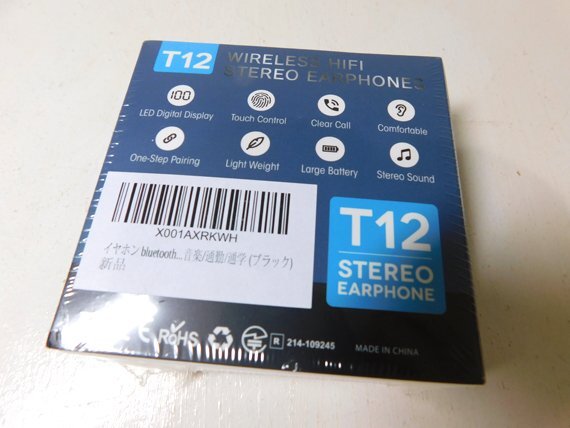 T12 WIRELESS HIFI
STEREO EARPHONES
100
LED Digital Display
Touch Control
Clear Call
Comfortable
One-Step Pairing
Light Weight
Large Battery
Stereo Sound
X001AXRKWH
イヤホン bluetooth...音楽/通勤/通学 (ブラック)
新品
T12
STEREO
EARPHONE
RoHS
R 214-109245
MADE IN CHINA